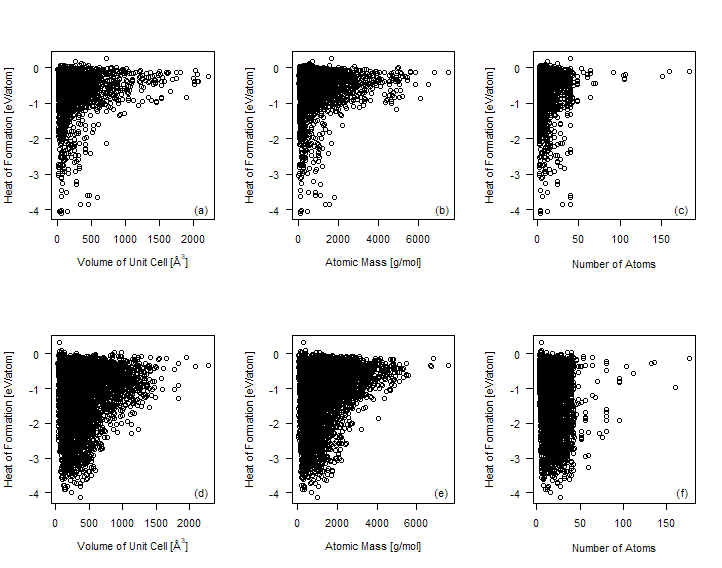 Heat of Formation [eV/atom]
0
-1
-2
-3
-4
(a)
0 500 1000 1500 2000
Volume of Unit Cell [Å³]
Heat of Formation [eV/atom]
0
-1
-2
-3
-4
(b)
0 2000 4000 6000
Atomic Mass [g/mol]
Heat of Formation [eV/atom]
0
-1
-2
-3
-4
(c)
0 50 100 150
Number of Atoms
Heat of Formation [eV/atom]
0
-1
-2
-3
-4
(d)
0 500 1000 1500 2000
Volume of Unit Cell [Å³]
Heat of Formation [eV/atom]
0
-1
-2
-3
-4
(e)
0 2000 4000 6000
Atomic Mass [g/mol]
Heat of Formation [eV/atom]
0
-1
-2
-3
-4
(f)
0 50 100 150
Number of Atoms